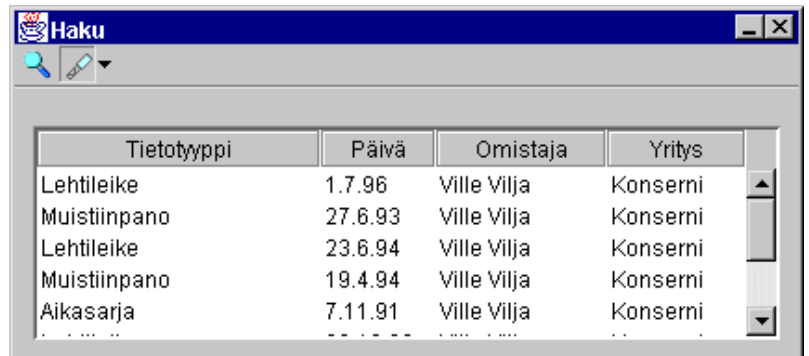 Haku
Tietotyyppi Päivä Omistaja Yritys
Lehtileike 1.7.96 Ville Vilja Konserni
Muistiinpano 27.6.93 Ville Vilja Konserni
Lehtileike 23.6.94 Ville Vilja Konserni
Muistiinpano 19.4.94 Ville Vilja Konserni
Aikasarja 7.11.91 Ville Vilja Konserni